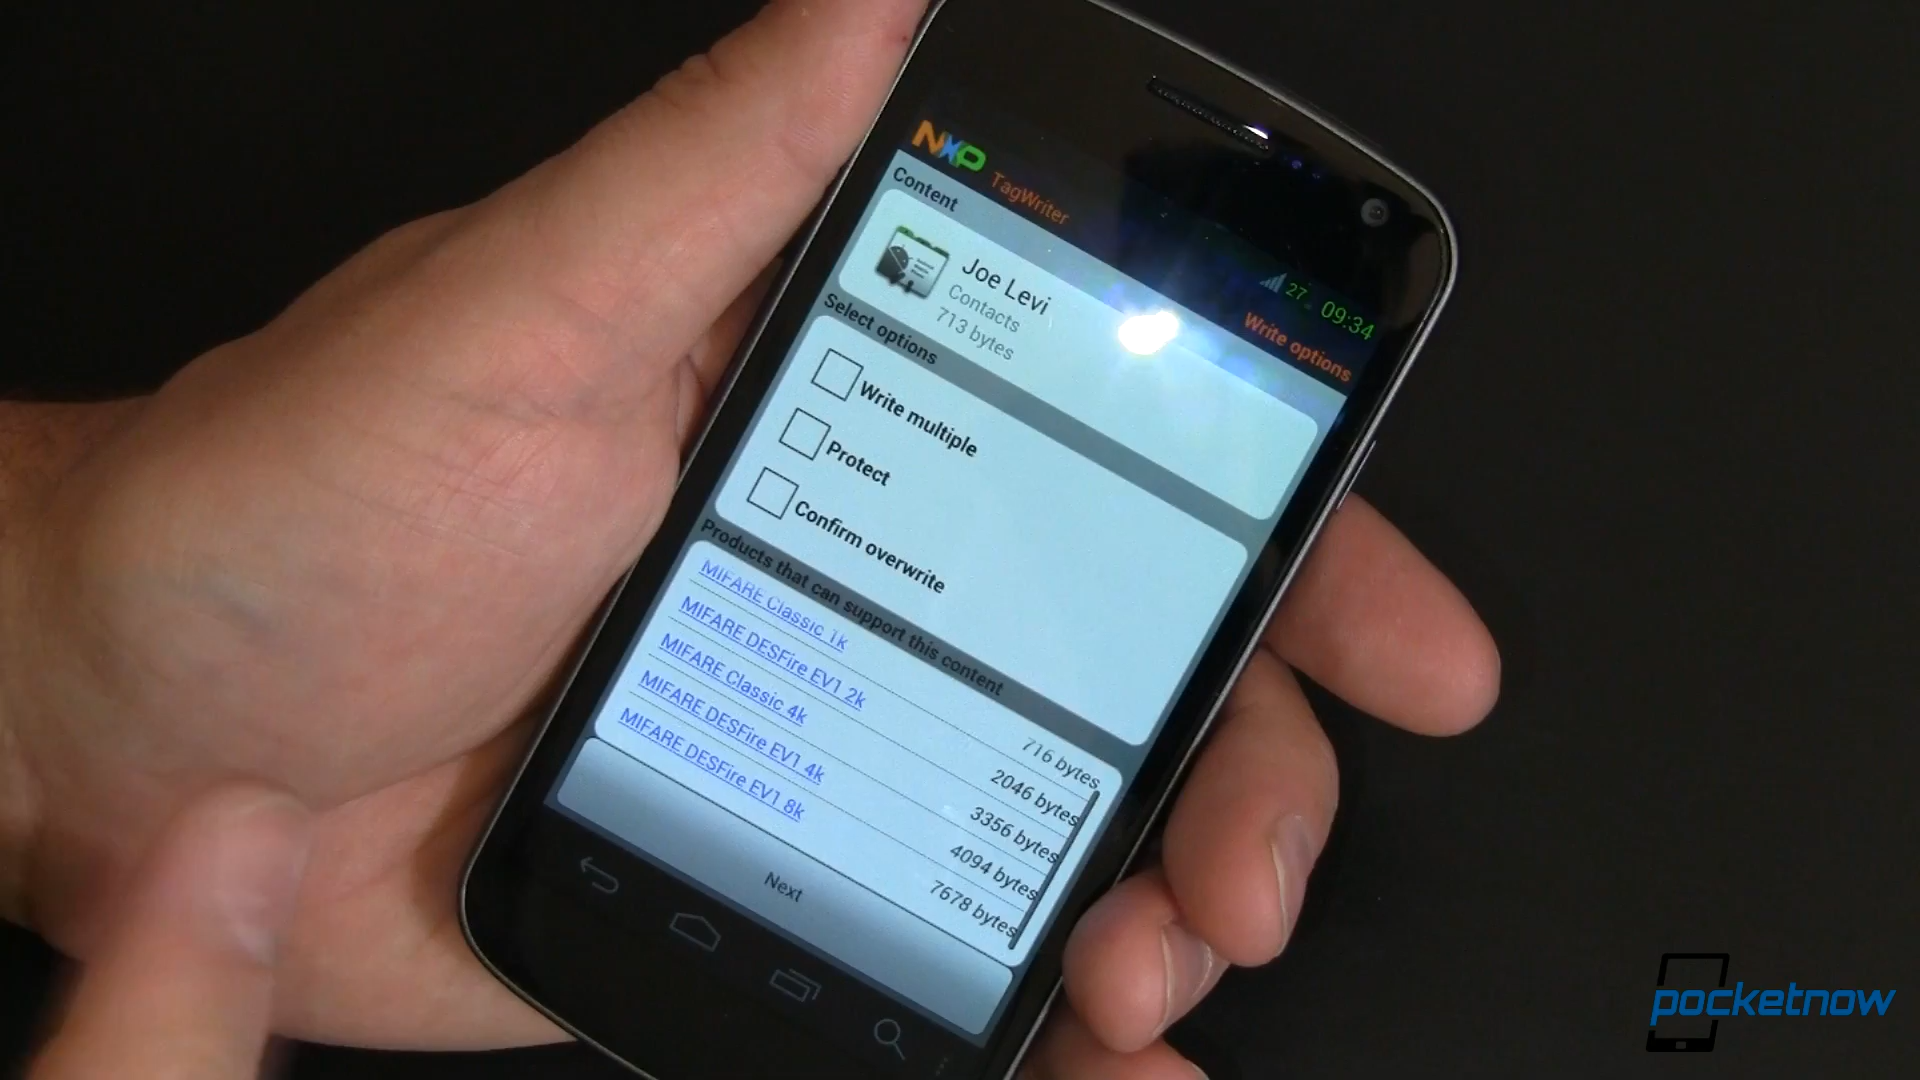 NXP TagWriter
27 09:34
Write options
Content
Joe Levi
Contacts
713 bytes
Select options
Write multiple
Protect
Confirm overwrite
Products that can support this content
MIFARE Classic 1k 716 bytes
MIFARE DESFire EV1 2k 2046 bytes
MIFARE Classic 4k 3356 bytes
MIFARE DESFire EV1 4k 4094 bytes
MIFARE DESFire EV1 8k 7678 bytes
Next
pocketnow